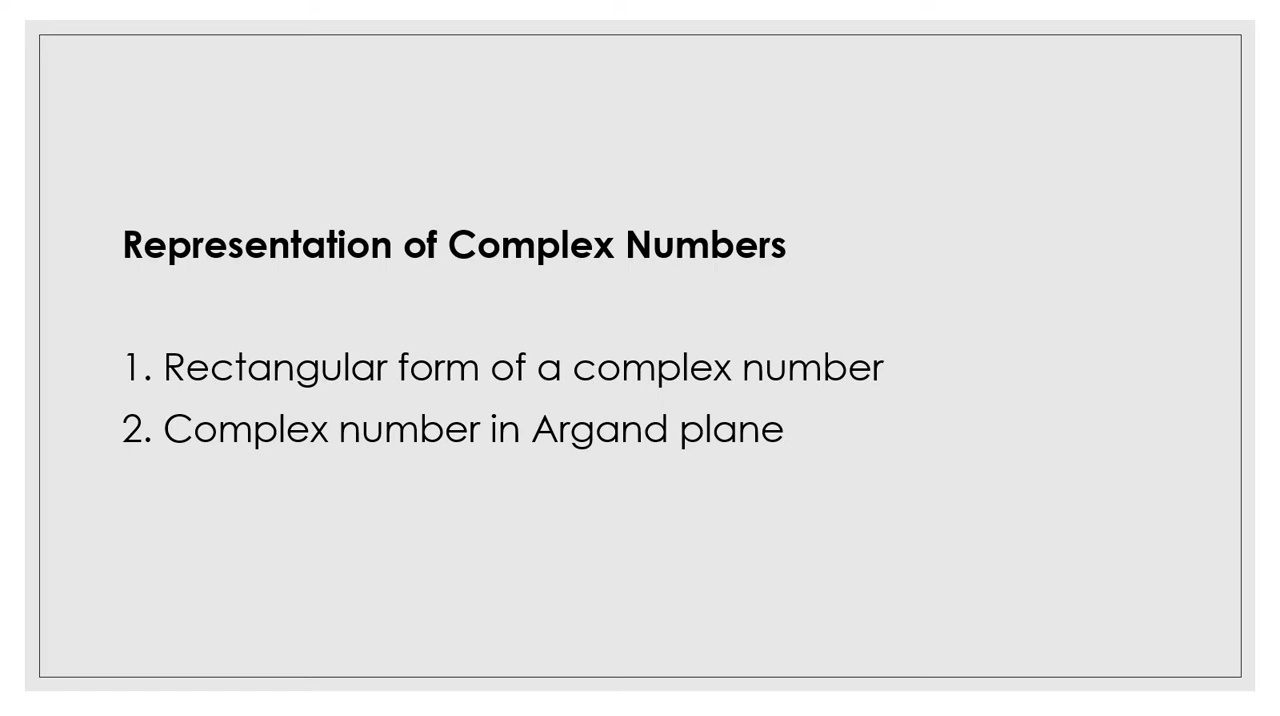 Representation of Complex Numbers
1. Rectangular form of a complex number
2. Complex number in Argand plane